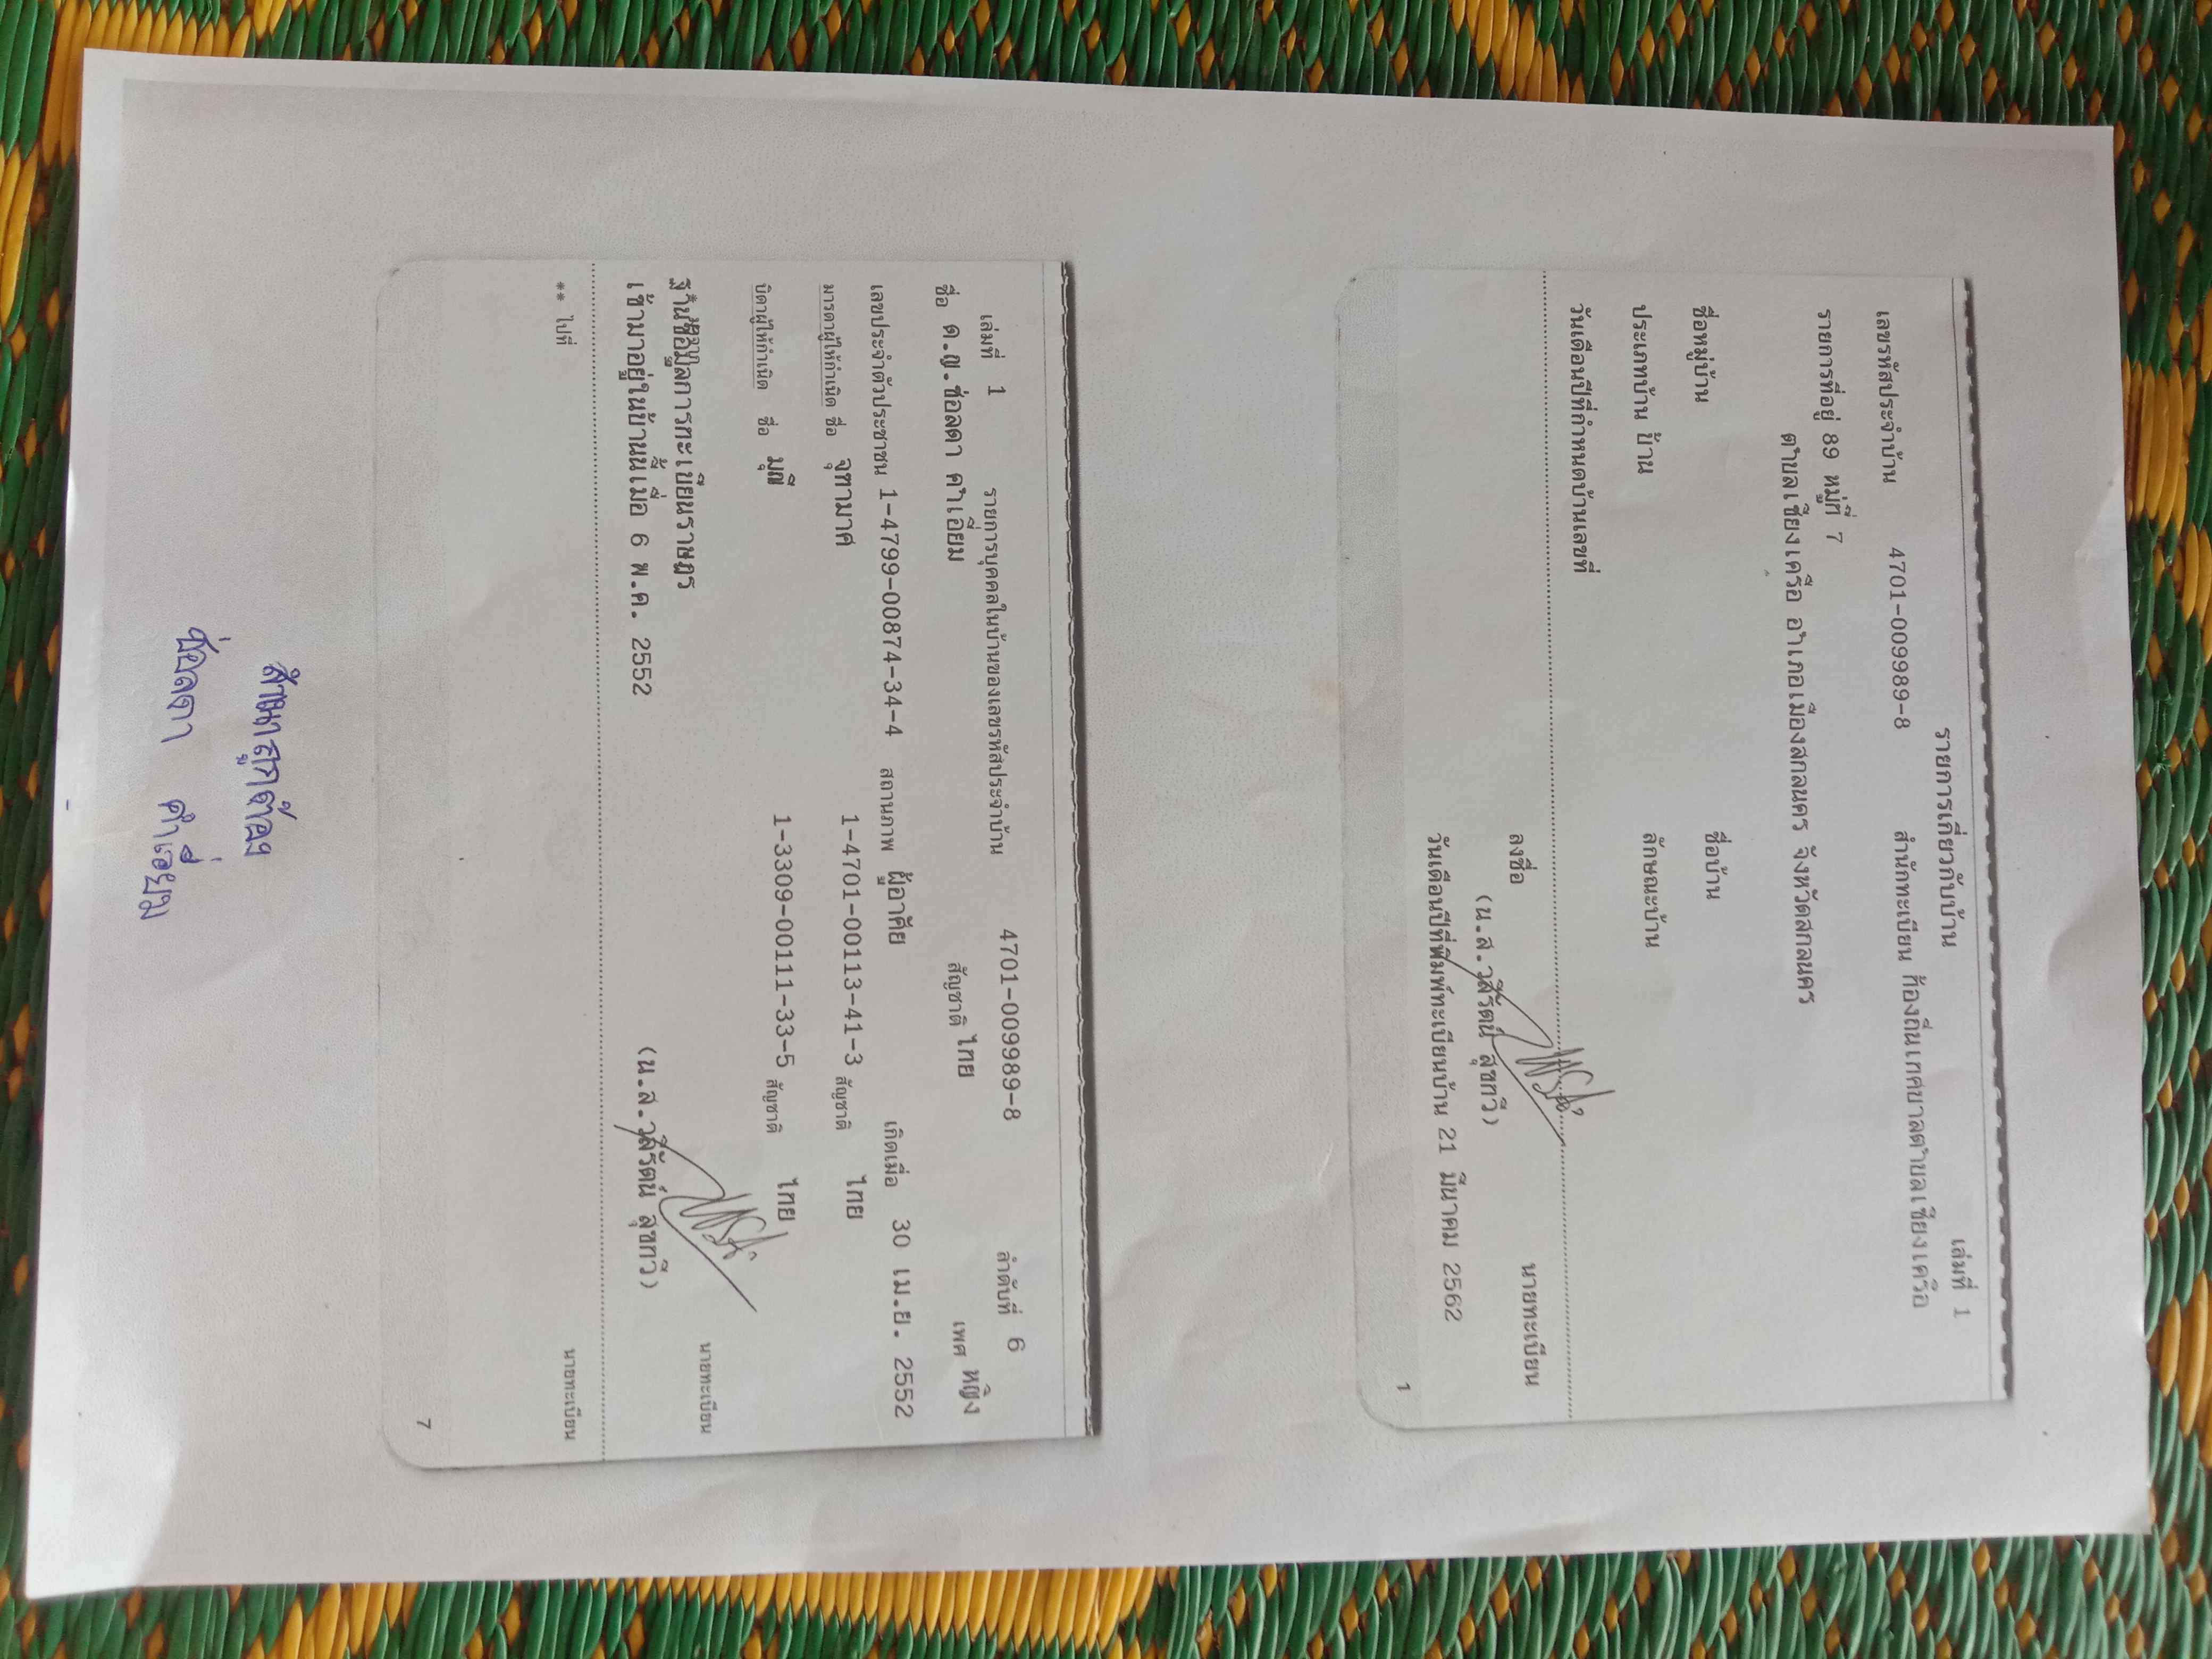 รายการเกี่ยวกับบ้าน เล่มที่ 1
เลขรหัสประจำบ้าน 4701-009989-8 สำนักทะเบียน ท้องถิ่นเทศบาลตำบลเชียงเครือ
รายการที่อยู่ 89 หมู่ที่ 7
ตำบลเชียงเครือ อำเภอเมืองสกลนคร จังหวัดสกลนคร
ชื่อหมู่บ้าน ชื่อบ้าน
ประเภทบ้าน บ้าน ลักษณะบ้าน
วันเดือนปีที่กำหนดบ้านเลขที่
ลงชื่อ นายทะเบียน
(น.ส.วลีรัตน์ สุขทวี)
วันเดือนปีที่พิมพ์ทะเบียนบ้าน 21 มีนาคม 2562
1
เล่มที่ 1 รายการบุคคลในบ้านของเลขรหัสประจำบ้าน 4701-009989-8 ลำดับที่ 6
ชื่อ ด.ญ.ช่อลดา คำเอี่ยม สัญชาติ ไทย เพศ หญิง
เลขประจำตัวประชาชน 1-4799-00874-34-4 สถานภาพ ผู้อาศัย เกิดเมื่อ 30 เม.ย. 2552
มารดาผู้ให้กำเนิด ชื่อ จุฑามาศ 1-4701-00113-41-3 สัญชาติ ไทย
บิดาผู้ให้กำเนิด ชื่อ มุณี 1-3309-00111-33-5 สัญชาติ ไทย
ฐานข้อมูลการทะเบียนราษฎร
เข้ามาอยู่ในบ้านนี้เมื่อ 6 พ.ค. 2552 (น.ส.วลีรัตน์ สุขทวี) นายทะเบียน
** ไปที่ นายทะเบียน
7
สำเนาถูกต้อง
ช่อลดา คำเอี่ยม